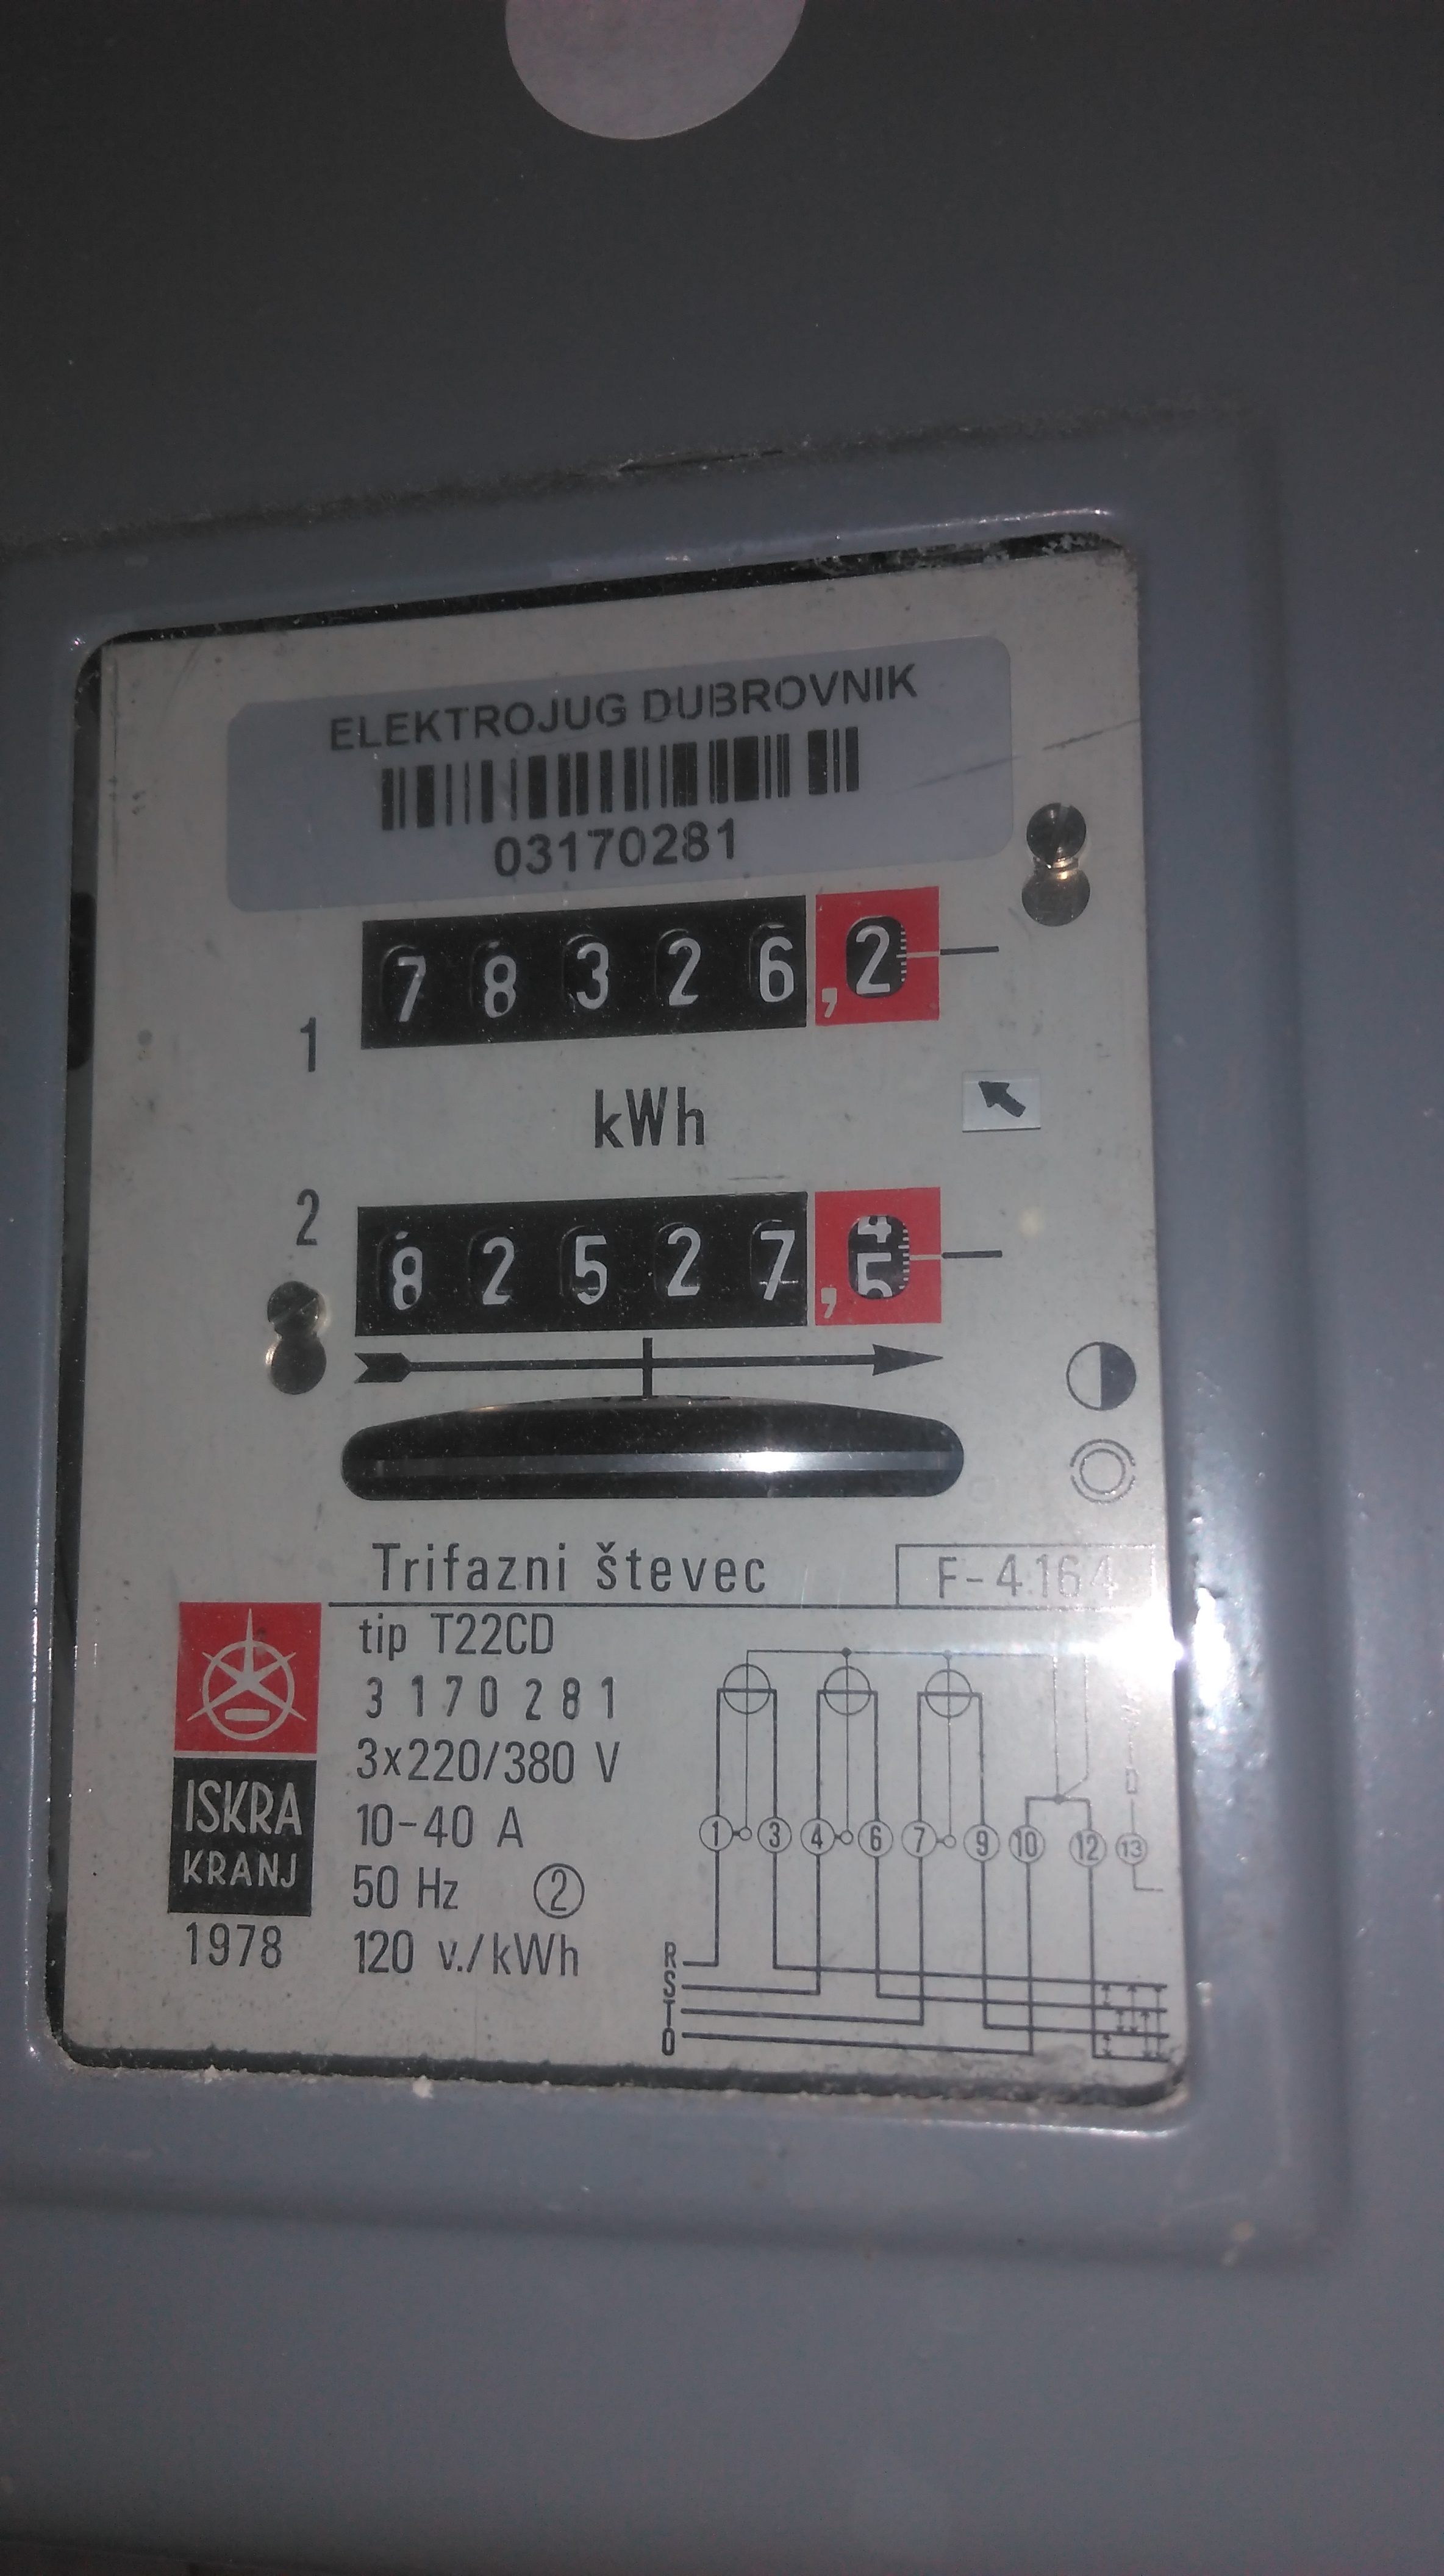 ELEKTROJUG DUBROVNIK
03170281
1
78326,2
kWh
2
82527,
Trifazni števec
F-4164
tip T22CD
3170281
3x220/380 V
10-40 A
50 Hz ②
120 v./kWh
ISKRA
KRANJ
1978
1 3 4 6 7 9 10 12 13
R
S
T
0